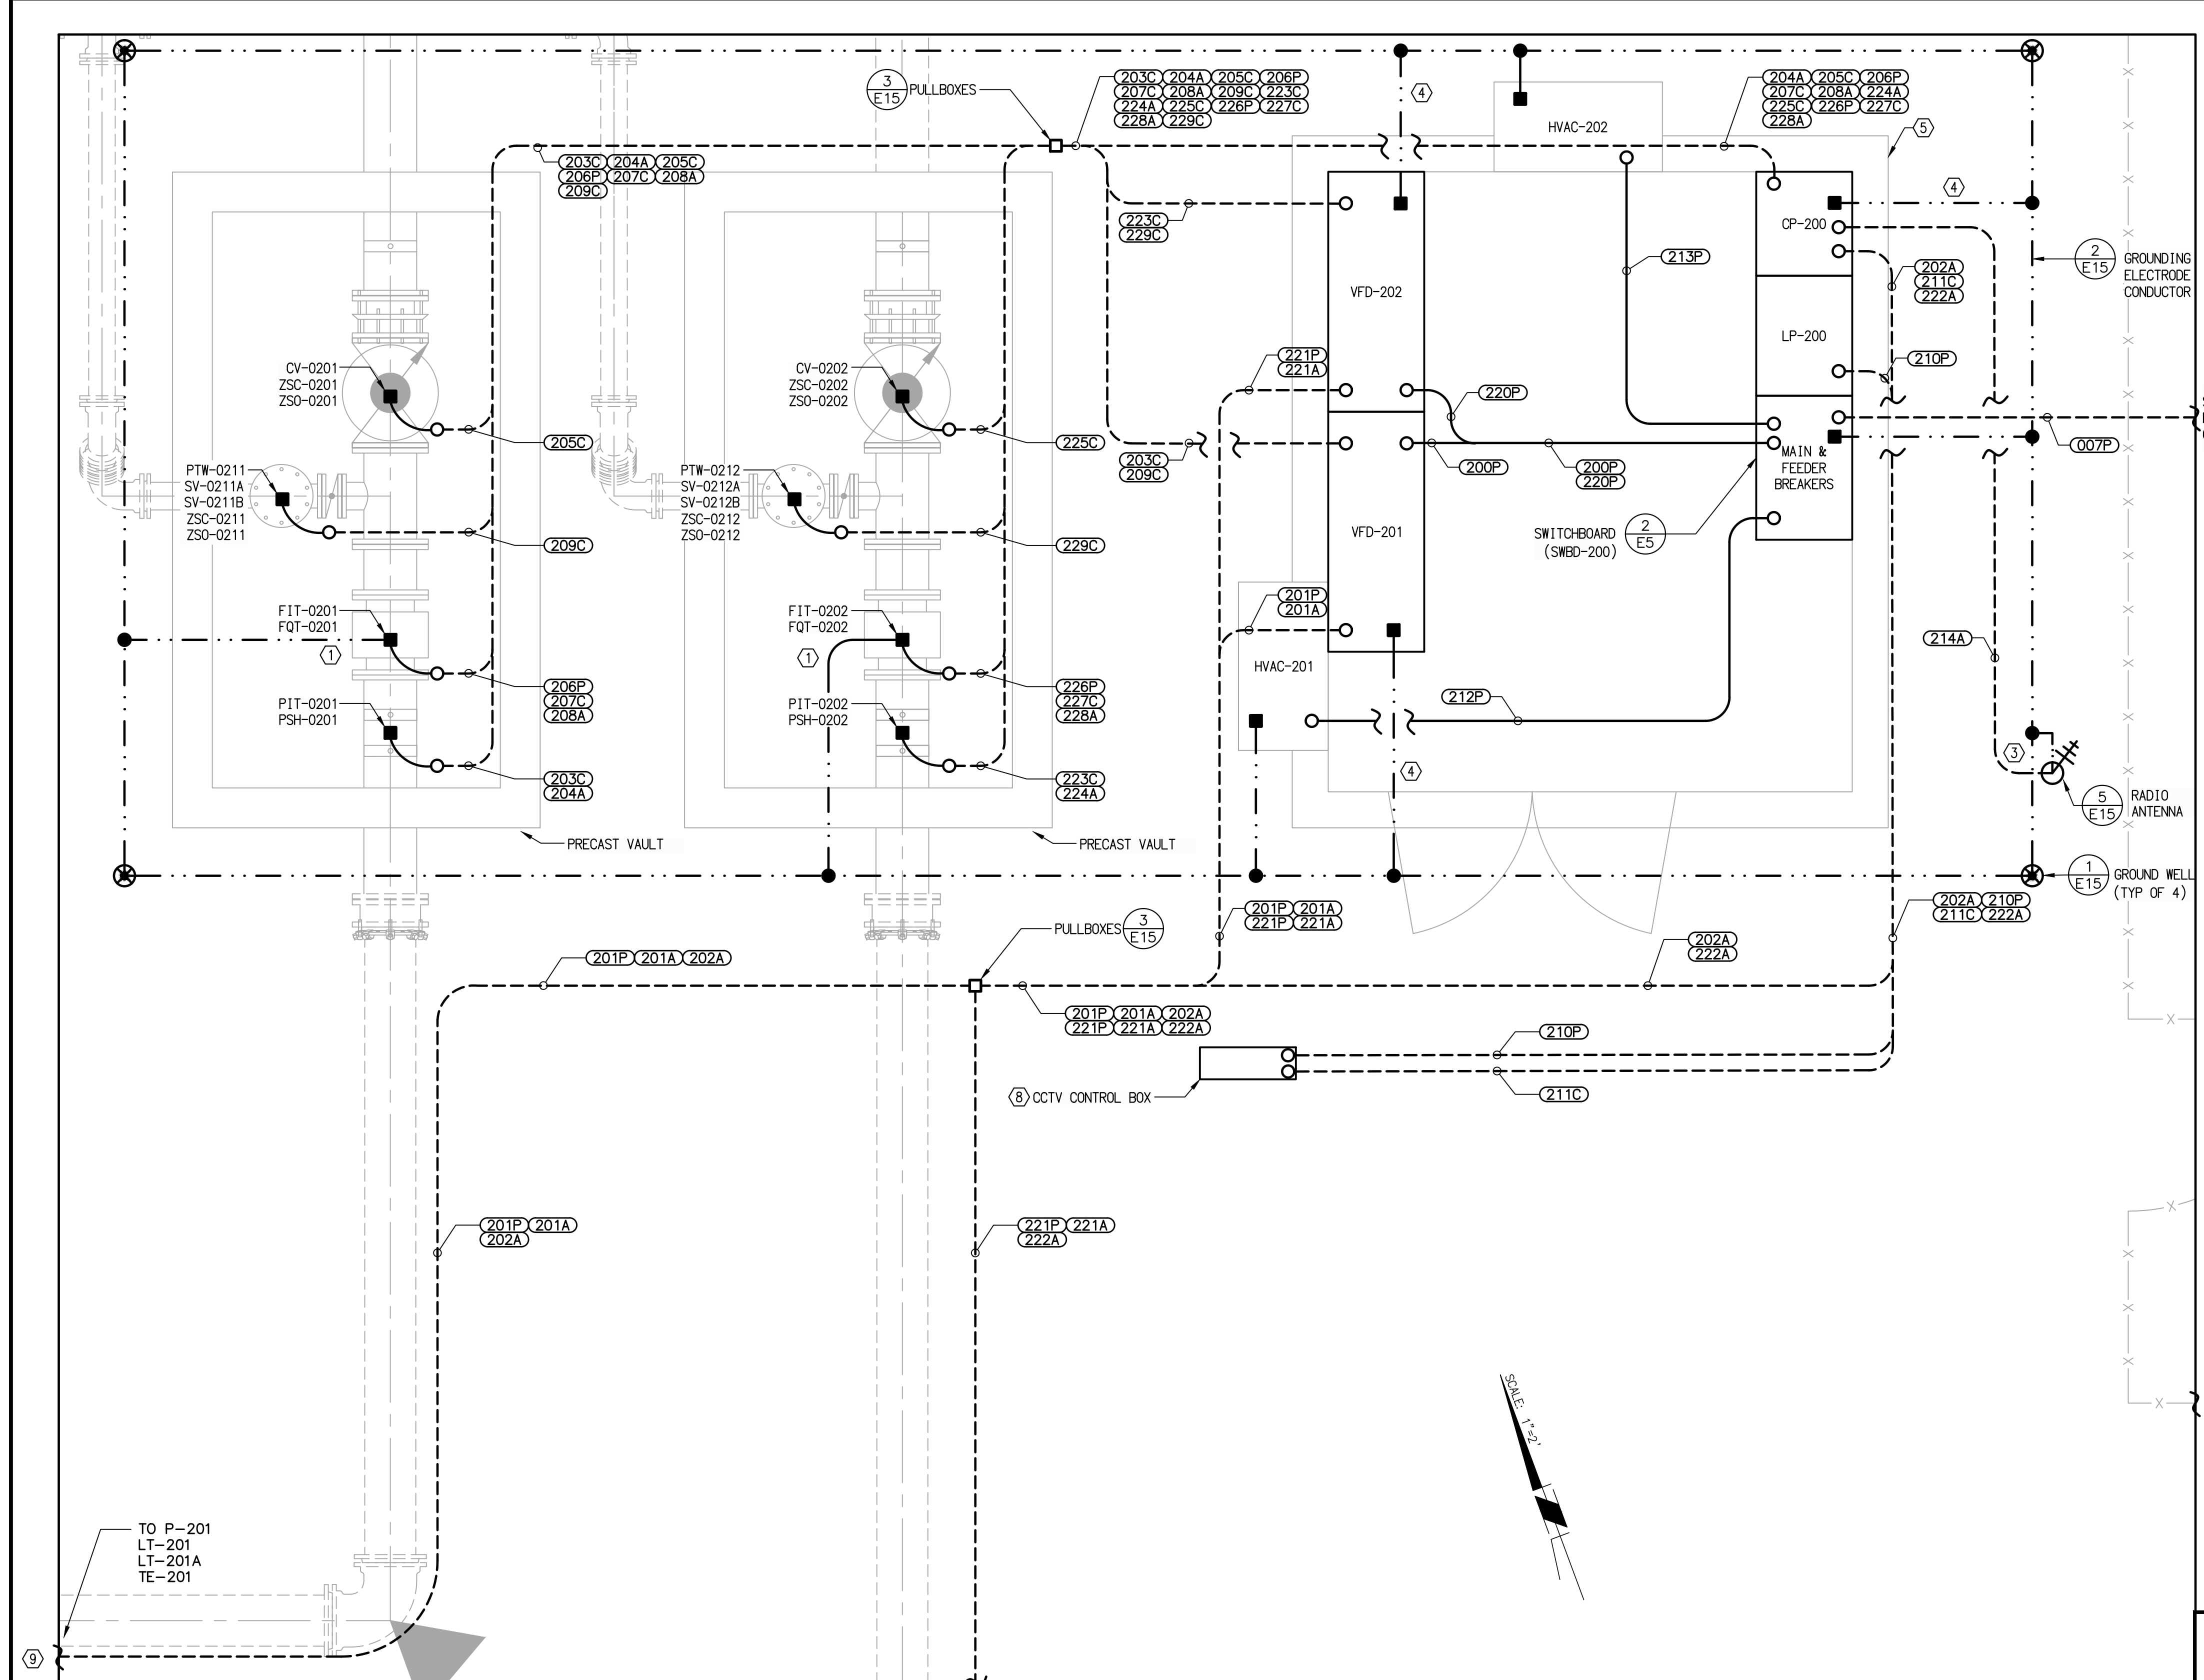 3
E15
PULLBOXES
203C 204A 205C 206P
207C 208A 209C 223C
224A 225C 226P 227C
228A 229C
4
HVAC-202
204A 205C 206P
207C 208A 224A
225C 226P 227C
228A
5
203C 204A 205C
206P 207C 208A
209C
223C
229C
4
CP-200
213P
2
E15
GROUNDING
ELECTRODE
CONDUCTOR
202A
211C
222A
VFD-202
LP-200
221P
221A
210P
CV-0201
ZSC-0201
ZSO-0201
CV-0202
ZSC-0202
ZSO-0202
220P
205C
225C
007P
203C
209C
200P
200P
220P
MAIN &
FEEDER
BREAKERS
PTW-0211
SV-0211A
SV-0211B
ZSC-0211
ZSO-0211
PTW-0212
SV-0212A
SV-0212B
ZSC-0212
ZSO-0212
209C
229C
VFD-201
SWITCHBOARD
(SWBD-200)
2
E5
FIT-0201
FQT-0201
FIT-0202
FQT-0202
201P
201A
1
1
214A
HVAC-201
206P
207C
208A
226P
227C
228A
212P
PIT-0201
PSH-0201
PIT-0202
PSH-0202
3
4
203C
204A
223C
224A
5
E15
RADIO
ANTENNA
PRECAST VAULT
PRECAST VAULT
1
E15
GROUND WELL
(TYP OF 4)
201P 201A
221P 221A
202A 210P
211C 222A
PULLBOXES
3
E15
202A
222A
201P 201A 202A
201P 201A 202A
221P 221A 222A
210P
8 CCTV CONTROL BOX
211C
201P 201A
202A
221P 221A
222A
SCALE: 1"=2'
TO P-201
LT-201
LT-201A
TE-201
9